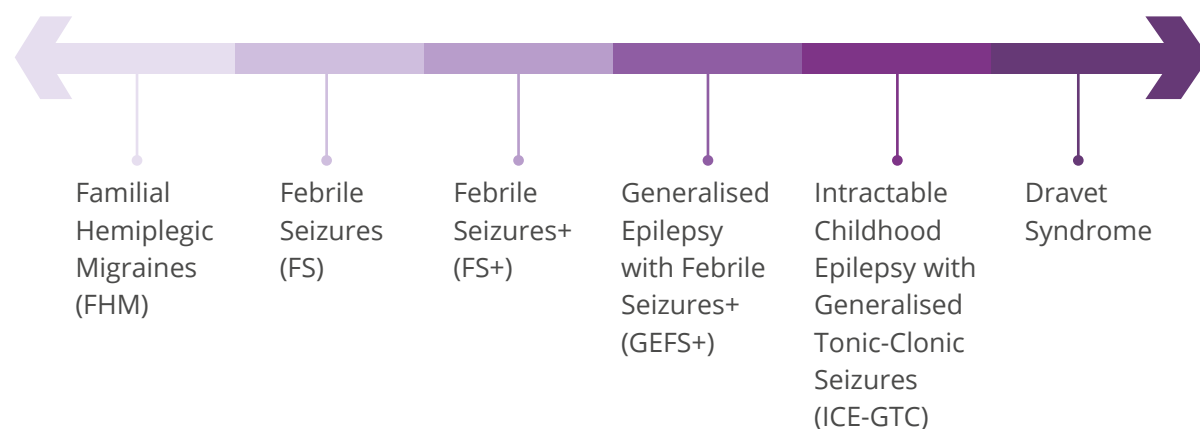 Familial
Hemiplegic
Migraines
(FHM)
Febrile
Seizures
(FS)
Febrile
Seizures+
(FS+)
Generalised
Epilepsy
with Febrile
Seizures+
(GEFS+)
Intractable
Childhood
Epilepsy with
Generalised
Tonic-Clonic
Seizures
(ICE-GTC)
Dravet
Syndrome